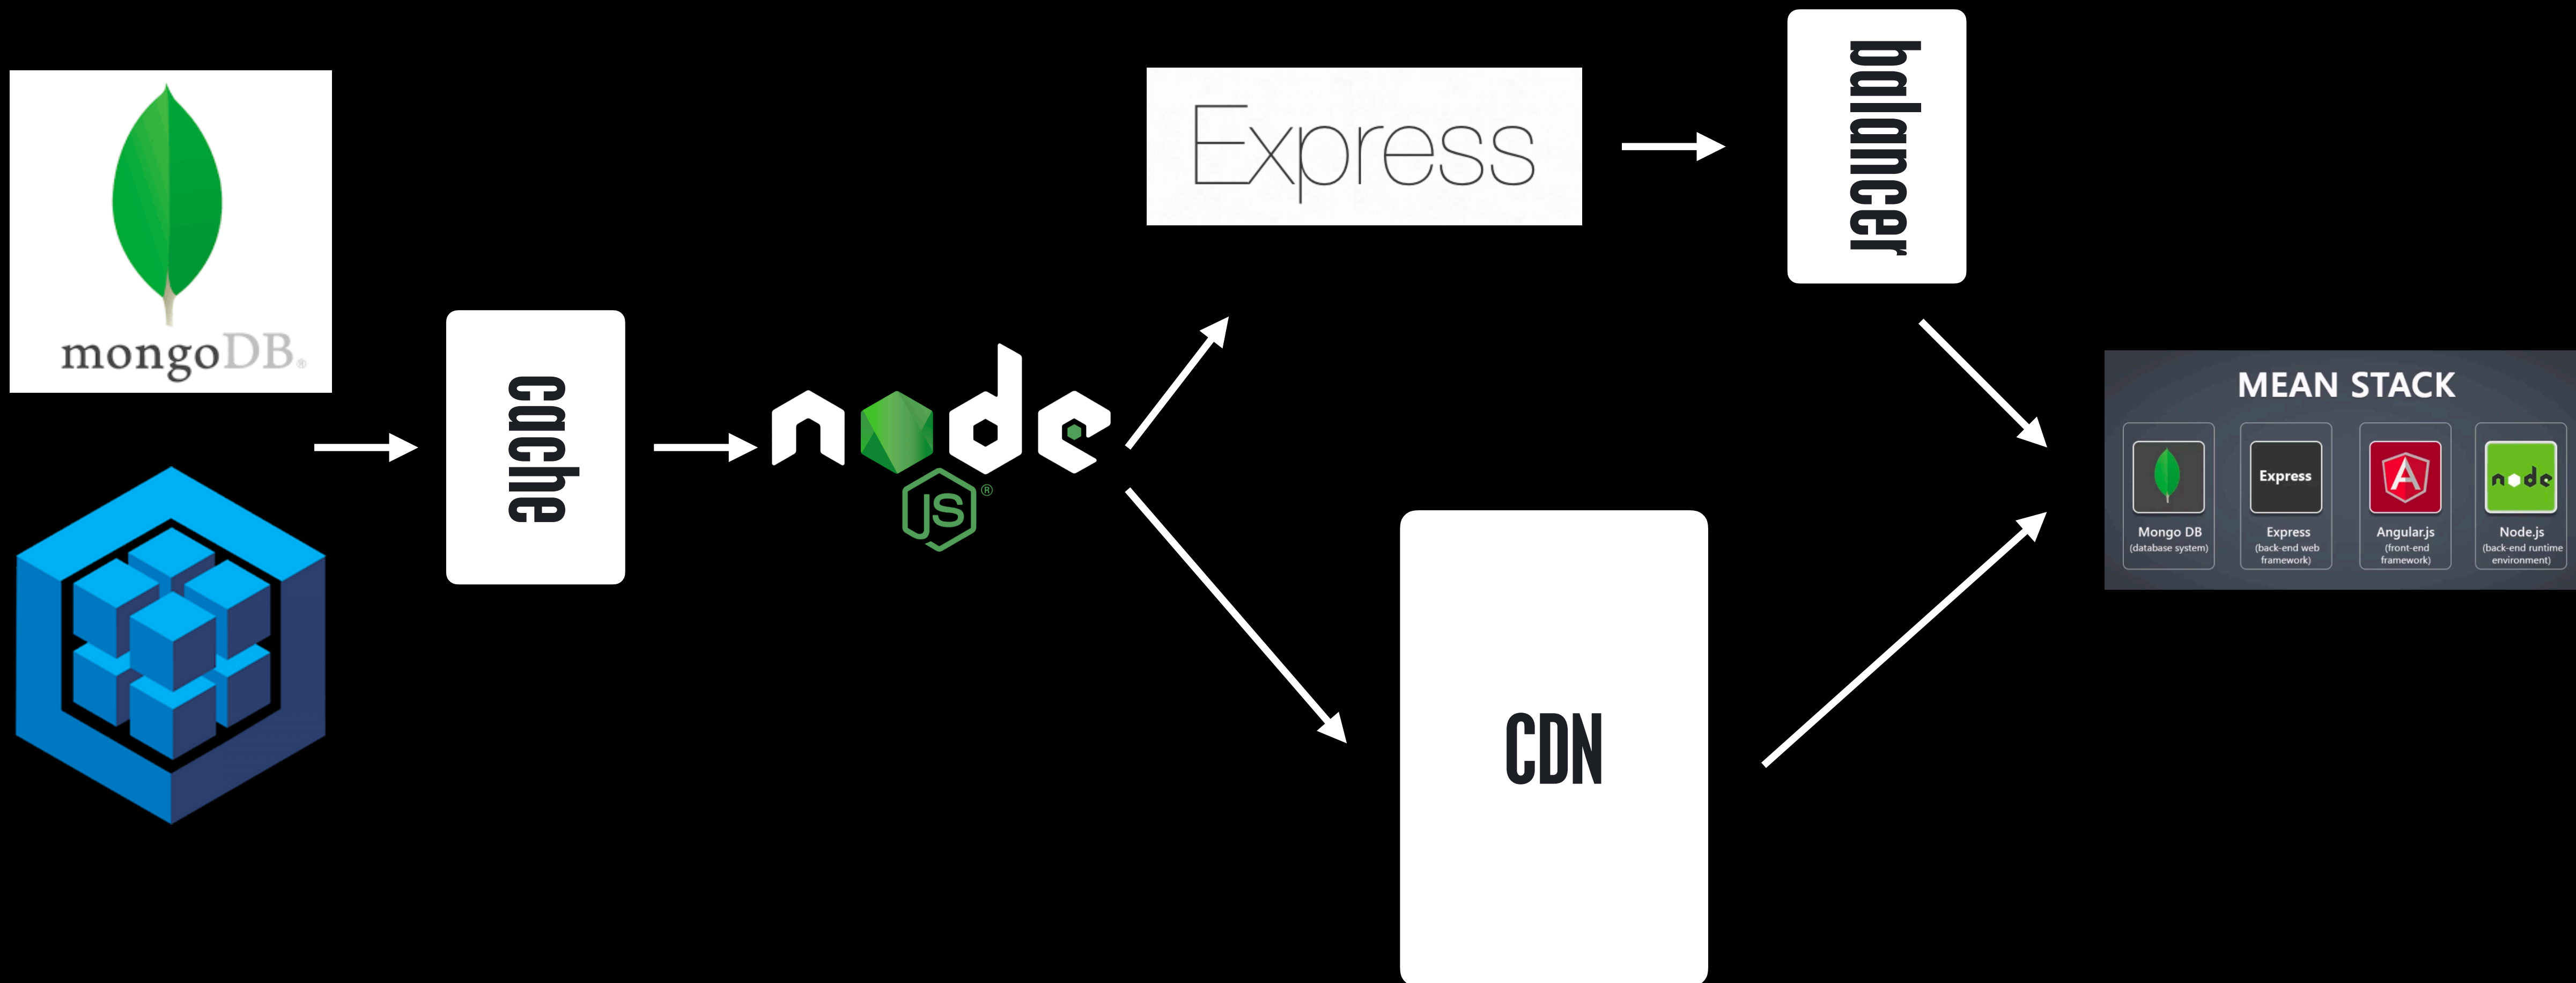 mongoDB®
cache
node
JS®
Express
balancer
CDN
MEAN STACK
Mongo DB
(database system)
Express
Express
(back-end web
framework)
A
Angular.js
(front-end
framework)
node
Node.js
(back-end runtime
environment)